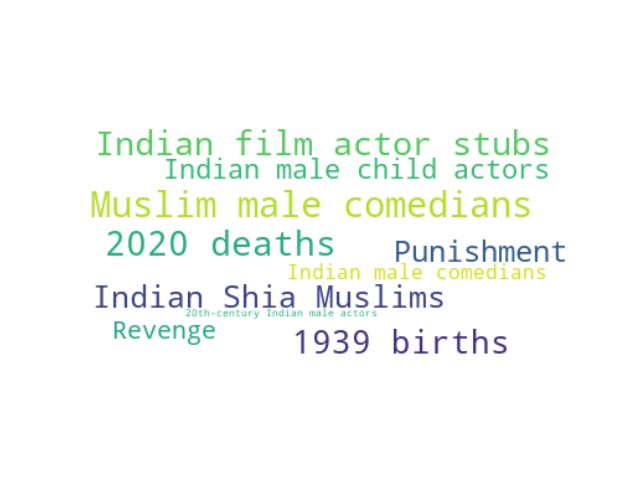 Indian film actor stubs
Indian male child actors
Muslim male comedians
2020 deaths
Punishment
Indian male comedians
Indian Shia Muslims
20th-century Indian male actors
Revenge
1939 births